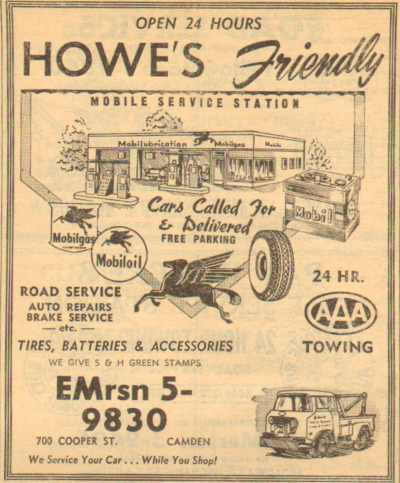 OPEN 24 HOURS
HOWE'S Friendly
MOBILE SERVICE STATION
Mobilubrication Mobilgas Mobile
Cars Called For
& Delivered
FREE PARKING
Mobil
Mobilgas
Mobiloil
ROAD SERVICE
AUTO REPAIRS
BRAKE SERVICE
— etc. —
24 HR.
AAA
TOWING
TIRES, BATTERIES & ACCESSORIES
WE GIVE S & H GREEN STAMPS
EMrsn 5-
9830
700 COOPER ST. CAMDEN
We Service Your Car . . . While You Shop!